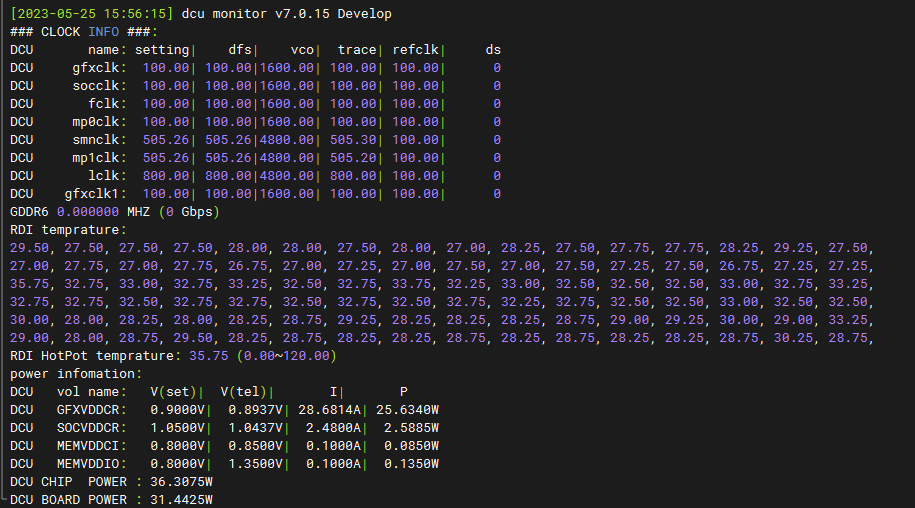 [2023-05-25 15:56:15] dcu monitor v7.0.15 Develop
### CLOCK INFO ###:
DCU       name: setting|    dfs|    vco|  trace| refclk|     ds
DCU     gfxclk:  100.00| 100.00|1600.00| 100.00| 100.00|      0
DCU     socclk:  100.00| 100.00|1600.00| 100.00| 100.00|      0
DCU       fclk:  100.00| 100.00|1600.00| 100.00| 100.00|      0
DCU     mp0clk:  100.00| 100.00|1600.00| 100.00| 100.00|      0
DCU     smnclk:  505.26| 505.26|4800.00| 505.30| 100.00|      0
DCU     mp1clk:  505.26| 505.26|4800.00| 505.20| 100.00|      0
DCU       lclk:  800.00| 800.00|4800.00| 800.00| 100.00|      0
DCU    gfxclk1:  100.00| 100.00|1600.00| 100.00| 100.00|      0
GDDR6 0.000000 MHZ (0 Gbps)
RDI temprature:
29.50, 27.50, 27.50, 27.50, 28.00, 28.00, 27.50, 28.00, 27.00, 28.25, 27.50, 27.75, 27.75, 28.25, 29.25, 27.50,
27.00, 27.75, 27.00, 27.75, 26.75, 27.00, 27.25, 27.00, 27.50, 27.00, 27.50, 27.25, 27.50, 26.75, 27.25, 27.25,
35.75, 32.75, 33.00, 32.75, 33.25, 32.50, 32.75, 33.75, 32.25, 33.00, 32.50, 32.50, 32.50, 33.00, 32.75, 33.25,
32.75, 32.75, 32.50, 32.75, 32.50, 32.75, 32.75, 32.50, 32.75, 32.25, 32.75, 32.50, 32.50, 33.00, 32.50, 32.50,
30.00, 28.00, 28.25, 28.00, 28.25, 28.75, 29.25, 28.25, 28.25, 28.25, 28.75, 29.00, 29.25, 30.00, 29.00, 33.25,
29.00, 28.00, 28.75, 29.50, 28.25, 28.75, 28.25, 28.75, 28.25, 28.25, 28.75, 28.25, 28.25, 28.75, 30.25, 28.75,
RDI HotPot temprature: 35.75 (0.00~120.00)
power infomation:
DCU   vol name:   V(set)|  V(tel)|       I|       P
DCU   GFXVDDCR:   0.9000V|  0.8937V| 28.6814A| 25.6340W
DCU   SOCVDDCR:   1.0500V|  1.0437V|  2.4800A|  2.5885W
DCU   MEMVDDCI:   0.8000V|  0.8500V|  0.1000A|  0.0850W
DCU   MEMVDDIO:   0.8000V|  1.3500V|  0.1000A|  0.1350W
DCU CHIP  POWER : 36.3075W
DCU BOARD POWER : 31.4425W